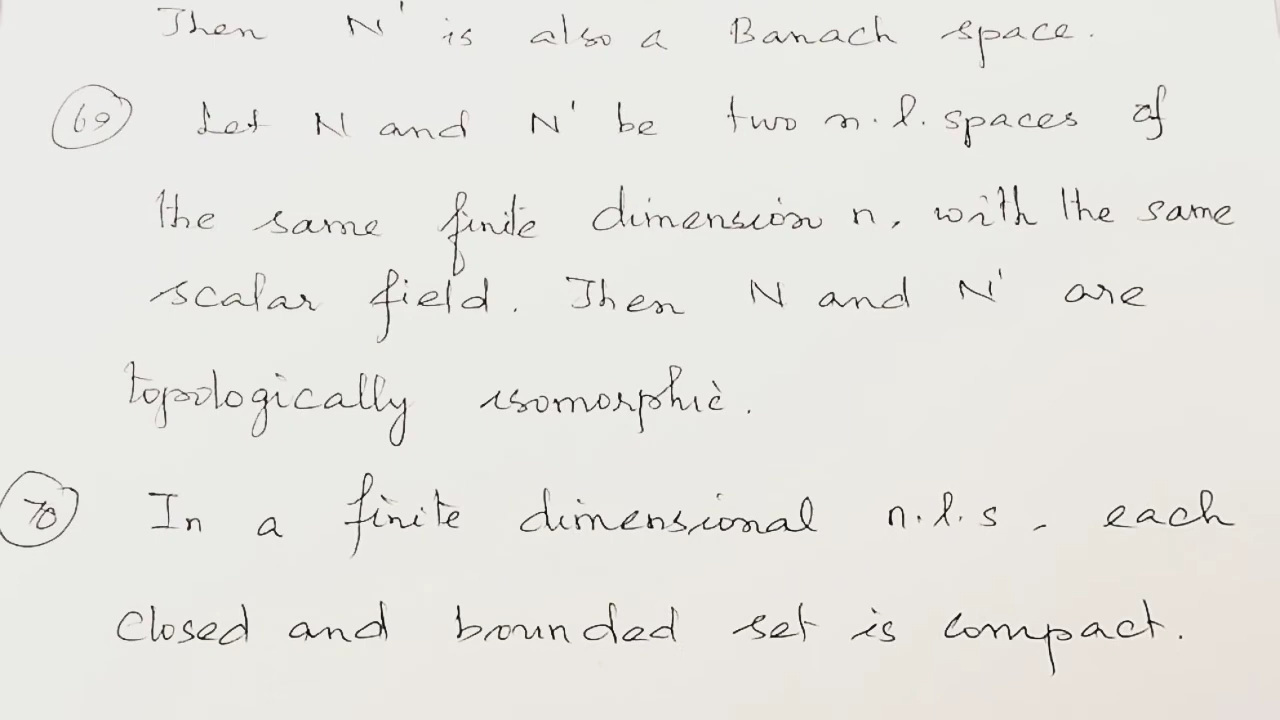 Then N' is also a Banach space.
69 Let N and N' be two n.l. spaces of
the same finite dimension n, with the same
scalar field. Then N and N' are
topologically isomorphic.
70 In a finite dimensional n.l.s, each
closed and bounded set is compact.